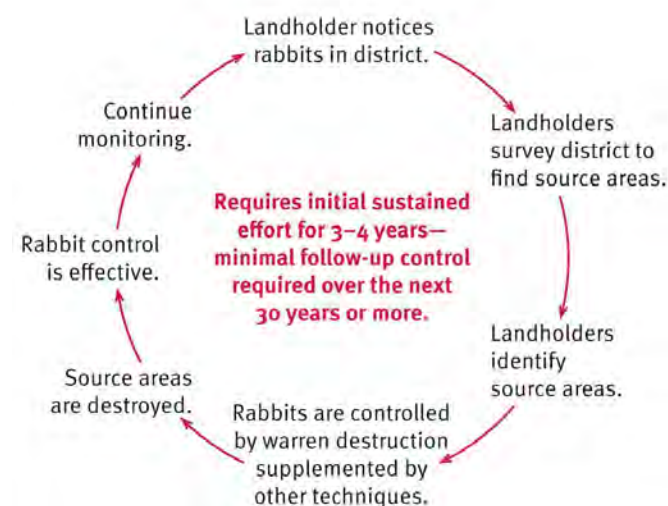 Landholder notices
rabbits in district.
Landholders
survey district to
find source areas.
Landholders
identify
source areas.
Rabbits are controlled
by warren destruction
supplemented by
other techniques.
Source areas
are destroyed.
Rabbit control
is effective.
Continue
monitoring.
Requires initial sustained
effort for 3–4 years—
minimal follow-up control
required over the next
30 years or more.